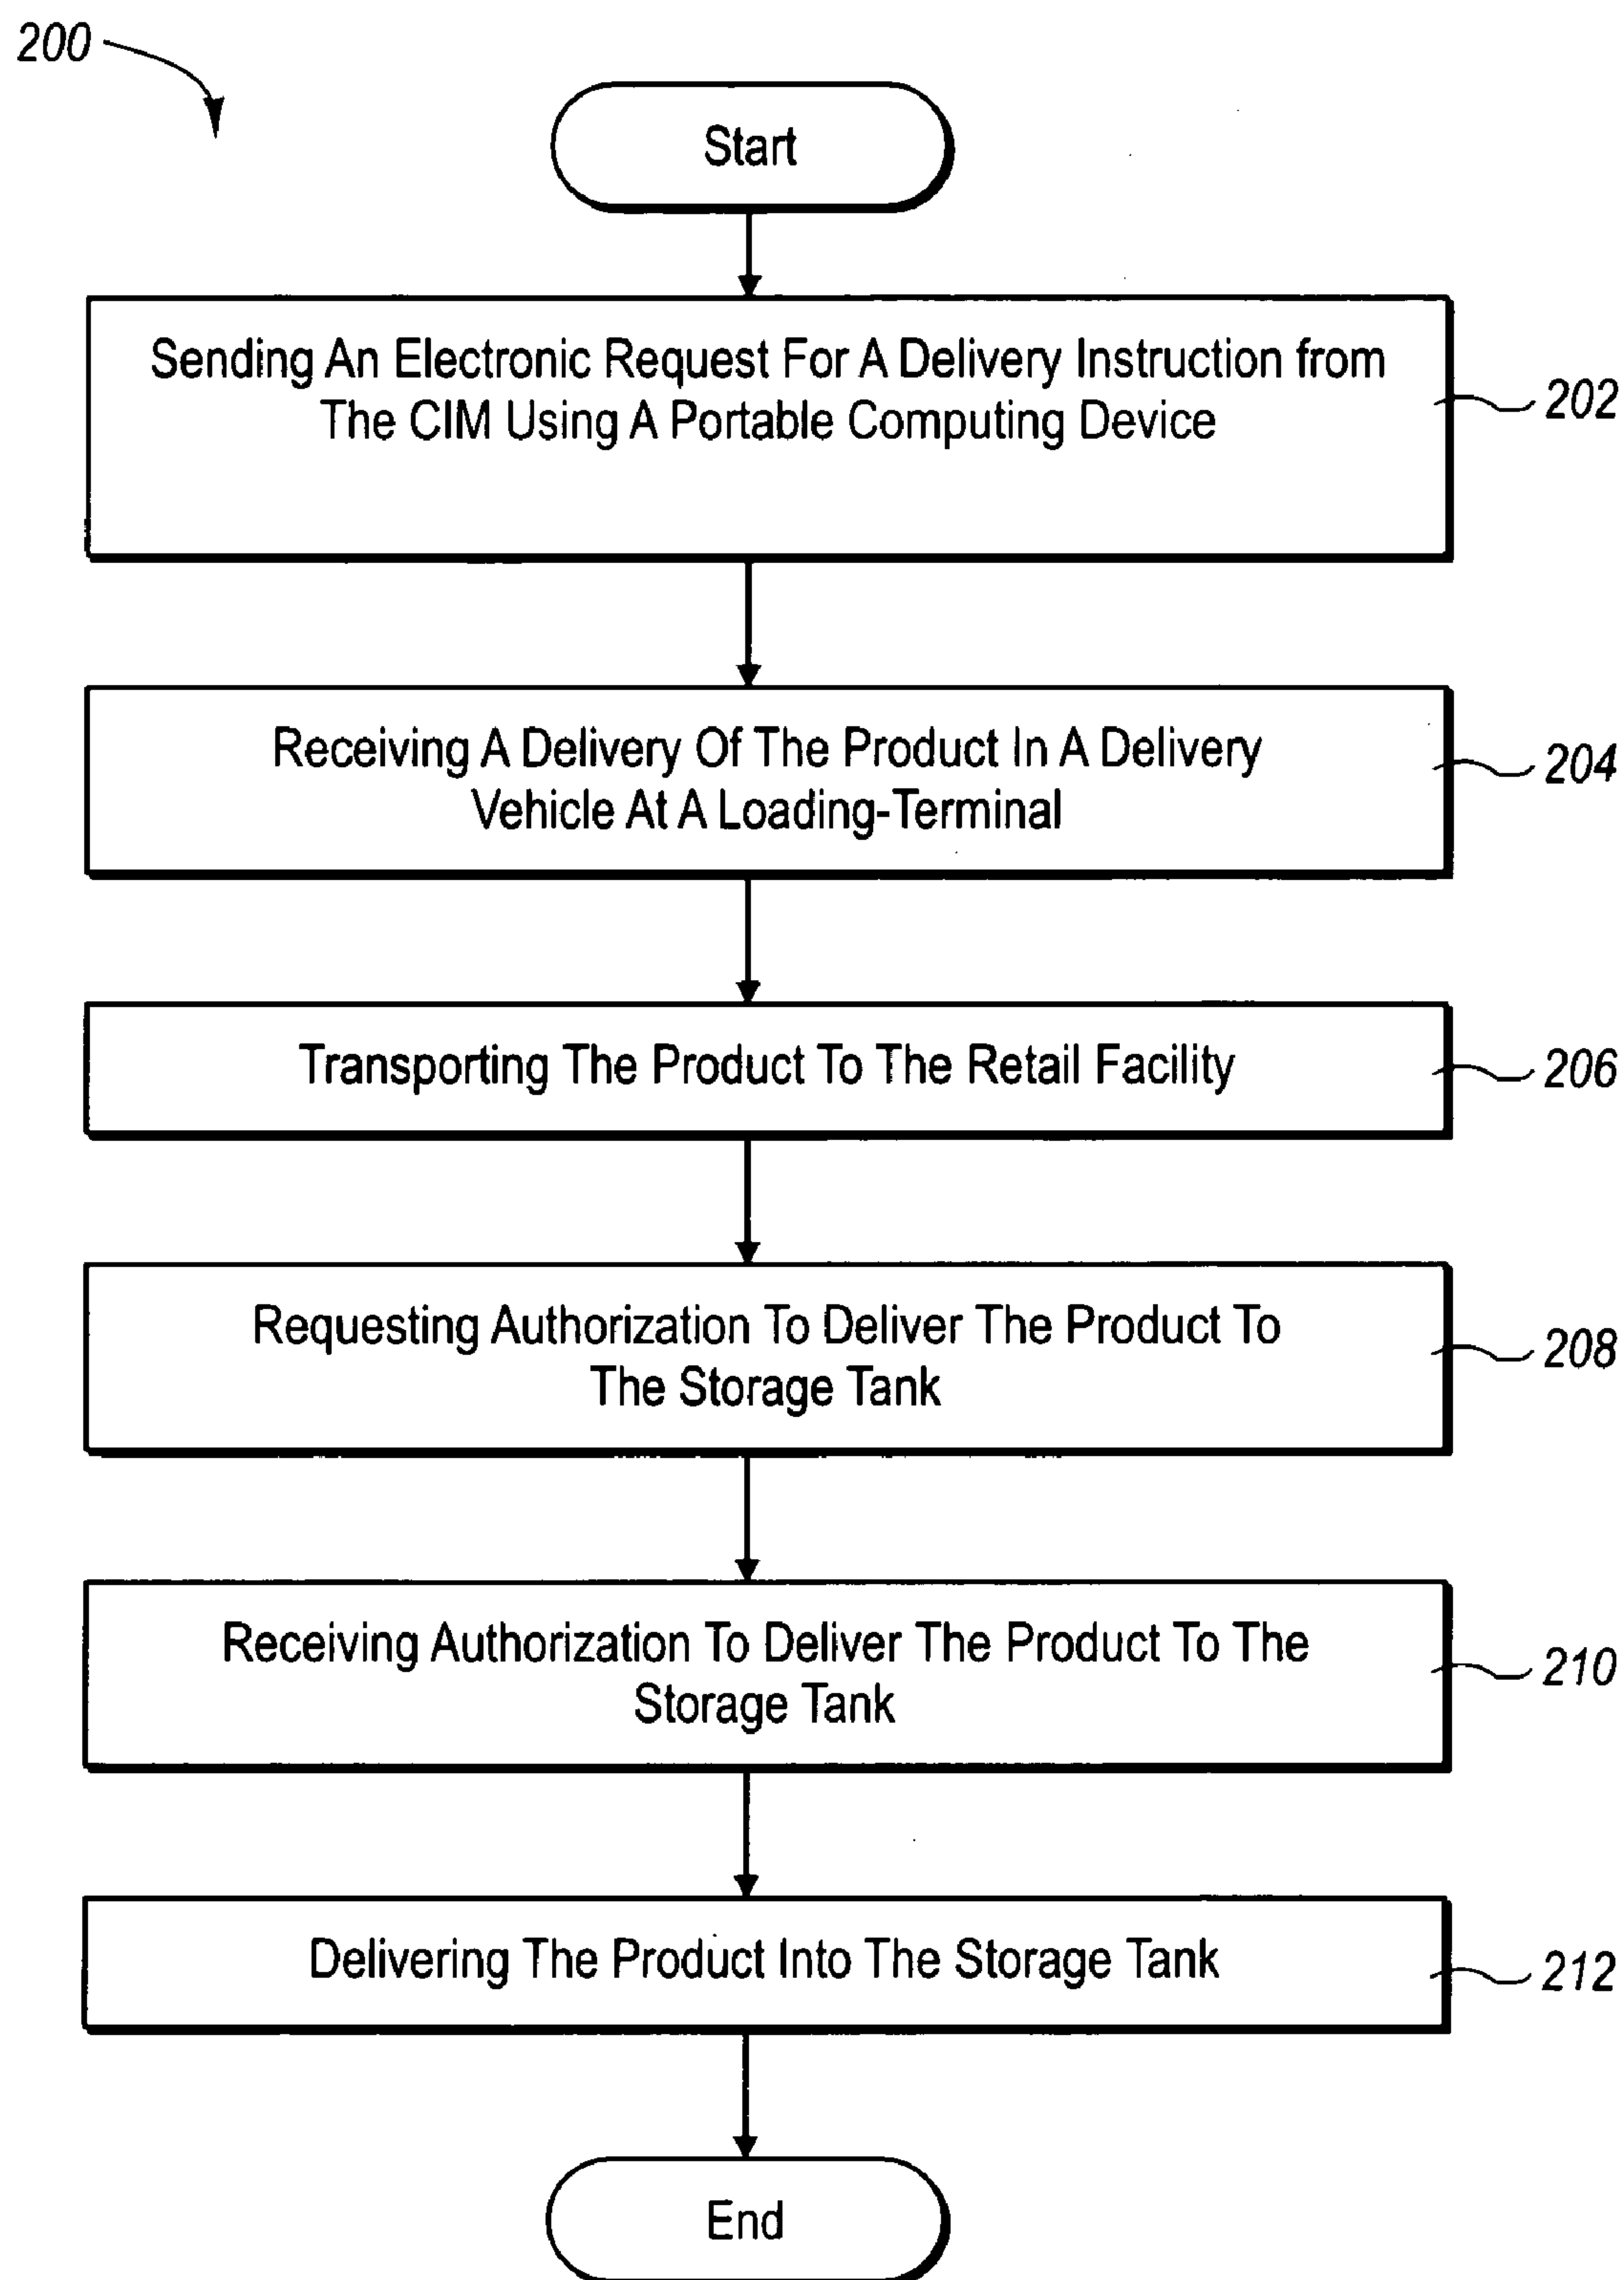 200
Start
Sending An Electronic Request For A Delivery Instruction from
The CIM Using A Portable Computing Device
202
Receiving A Delivery Of The Product In A Delivery
Vehicle At A Loading-Terminal
204
Transporting The Product To The Retail Facility
206
Requesting Authorization To Deliver The Product To
The Storage Tank
208
Receiving Authorization To Deliver The Product To The
Storage Tank
210
Delivering The Product Into The Storage Tank
212
End